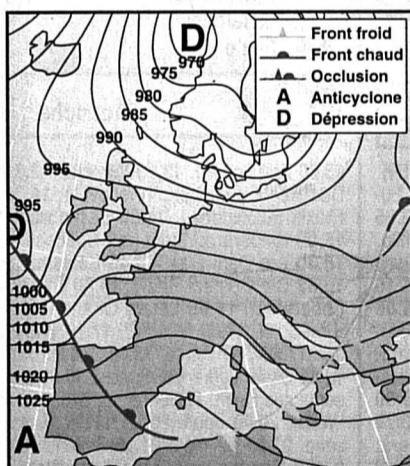 D
970
975
980
985
990
995
Front froid
Front chaud
Occlusion
A Anticyclone
D Dépression
995
D
1000
1005
1010
1015
1020
1025
A